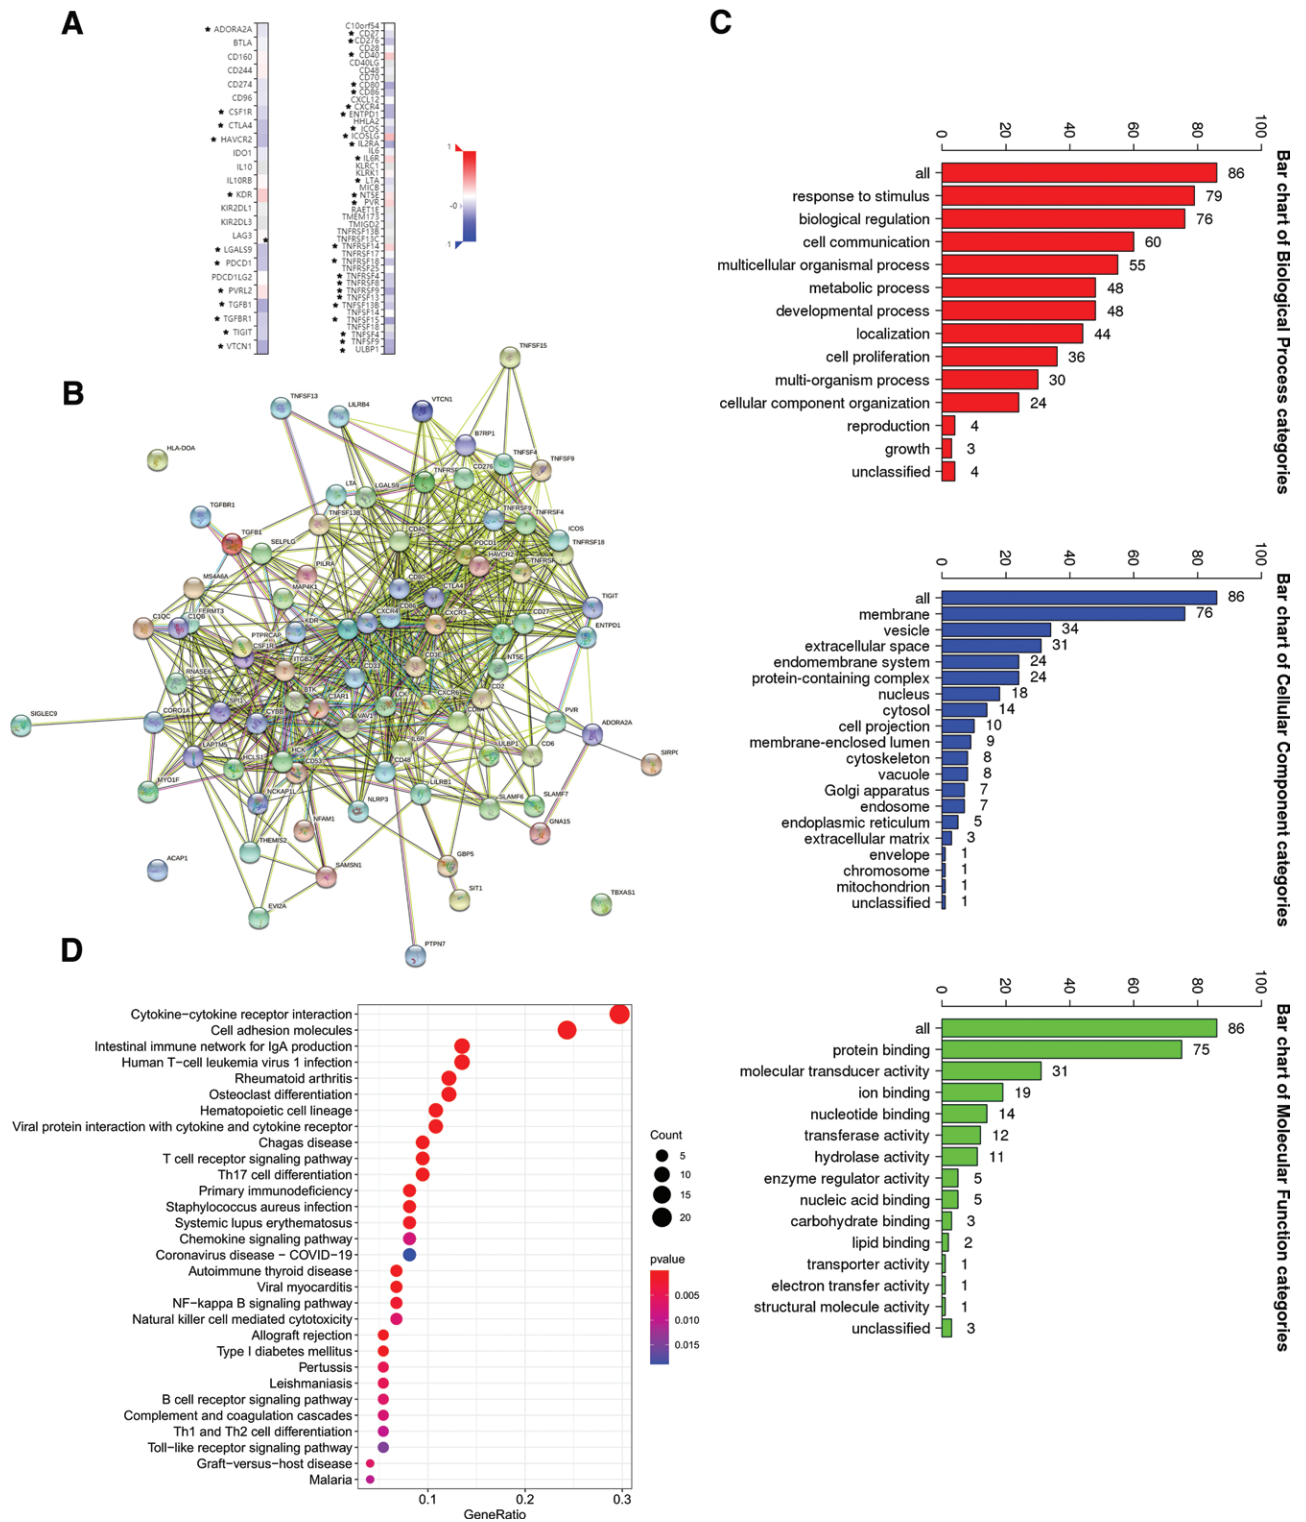 A
★ ADORA2A
BTLA
CD160
CD244
CD274
CD96
★ CSF1R
★ CTLA4
★ HAVCR2
IDO1
IL10
IL10RB
★ KDR
KIR2DL1
KIR2DL3
LAG3
★
★ LGALS9
★ PDCD1
PDCD1LG2
★ PVRL2
★ TGFB1
★ TGFBR1
★ TIGIT
★ VTCN1
C10orf54
★ CD27
★ CD276
CD28
★ CD40
CD40LG
CD48
CD70
★ CD80
★ CD86
CXCL12
★ CXCR4
★ ENTPD1
HHLA2
★ ICOS
★ ICOSLG
★ IL2RA
IL6
★ IL6R
KLRC1
KLRK1
★ LTA
MICB
★ NT5E
★ PVR
RAET1E
TMEM173
TMIGD2
TNFRSF13B
TNFRSF13C
★ TNFRSF14
TNFRSF17
★ TNFRSF18
TNFRSF25
★ TNFRSF4
★ TNFRSF8
★ TNFRSF9
★ TNFSF13
★ TNFSF13B
TNFSF14
★ TNFSF15
TNFSF18
★ TNFSF4
★ TNFSF9
★ ULBP1
1
-0
-1
B
TNFSF15
TNFSF13
LILRB4
VTCN1
B7RP1
HLA-DOA
TNFSF4
TNFSF9
CD276
TNFRSF
LTA
LGALS9
TGFBR1
TNFSF13B
TNFRSF9
TNFRSF4
TGFB1
SELPLG
CD40
ICOS
PDCD1
TNFRSF18
HAVCR2
PILRA
TNFRSF
MS4A6A
MAP4K1
CD80
CTLA4
TIGIT
C1QC
C1QB
FERMT3
KDR
CXCR4
CD86
CXCR3
CD27
ENTPD1
PTPRCAP
CSF1R
ITGB2
CD3E
NT5E
RNASE6
BTK
C3AR1
LCK
CXCR6
CD2
SIGLEC9
CORO1A
CYBB
VAV1
CD8A
PVR
ADORA2A
LAPTM5
HCLS1
HCK
CD53
IL6R
CD48
ULBP1
CD6
SIRPG
MYO1F
NCKAP1L
NLRP3
LILRB1
SLAMF6
SLAMF7
NFAM1
GNA15
THEMIS2
ACAP1
SAMSN1
GBP5
SIT1
TBXAS1
EVI2A
PTPN7
C
0
20
40
60
80
100
Bar chart of Biological Process categories
all 86
response to stimulus 79
biological regulation 76
cell communication 60
multicellular organismal process 55
metabolic process 48
developmental process 48
localization 44
cell proliferation 36
multi-organism process 30
cellular component organization 24
reproduction 4
growth 3
unclassified 4
0
20
40
60
80
100
Bar chart of Cellular Component categories
all 86
membrane 76
vesicle 34
extracellular space 31
endomembrane system 24
protein-containing complex 24
nucleus 18
cytosol 14
cell projection 10
membrane-enclosed lumen 9
cytoskeleton 8
vacuole 8
Golgi apparatus 7
endosome 7
endoplasmic reticulum 5
extracellular matrix 3
envelope 1
chromosome 1
mitochondrion 1
unclassified 1
0
20
40
60
80
100
Bar chart of Molecular Function categories
all 86
protein binding 75
molecular transducer activity 31
ion binding 19
nucleotide binding 14
transferase activity 12
hydrolase activity 11
enzyme regulator activity 5
nucleic acid binding 5
carbohydrate binding 3
lipid binding 2
transporter activity 1
electron transfer activity 1
structural molecule activity 1
unclassified 3
D
Cytokine−cytokine receptor interaction
Cell adhesion molecules
Intestinal immune network for IgA production
Human T−cell leukemia virus 1 infection
Rheumatoid arthritis
Osteoclast differentiation
Hematopoietic cell lineage
Viral protein interaction with cytokine and cytokine receptor
Chagas disease
T cell receptor signaling pathway
Th17 cell differentiation
Primary immunodeficiency
Staphylococcus aureus infection
Systemic lupus erythematosus
Chemokine signaling pathway
Coronavirus disease − COVID−19
Autoimmune thyroid disease
Viral myocarditis
NF−kappa B signaling pathway
Natural killer cell mediated cytotoxicity
Allograft rejection
Type I diabetes mellitus
Pertussis
Leishmaniasis
B cell receptor signaling pathway
Complement and coagulation cascades
Th1 and Th2 cell differentiation
Toll−like receptor signaling pathway
Graft−versus−host disease
Malaria
0.1 0.2 0.3
GeneRatio
Count
5
10
15
20
pvalue
0.005
0.010
0.015